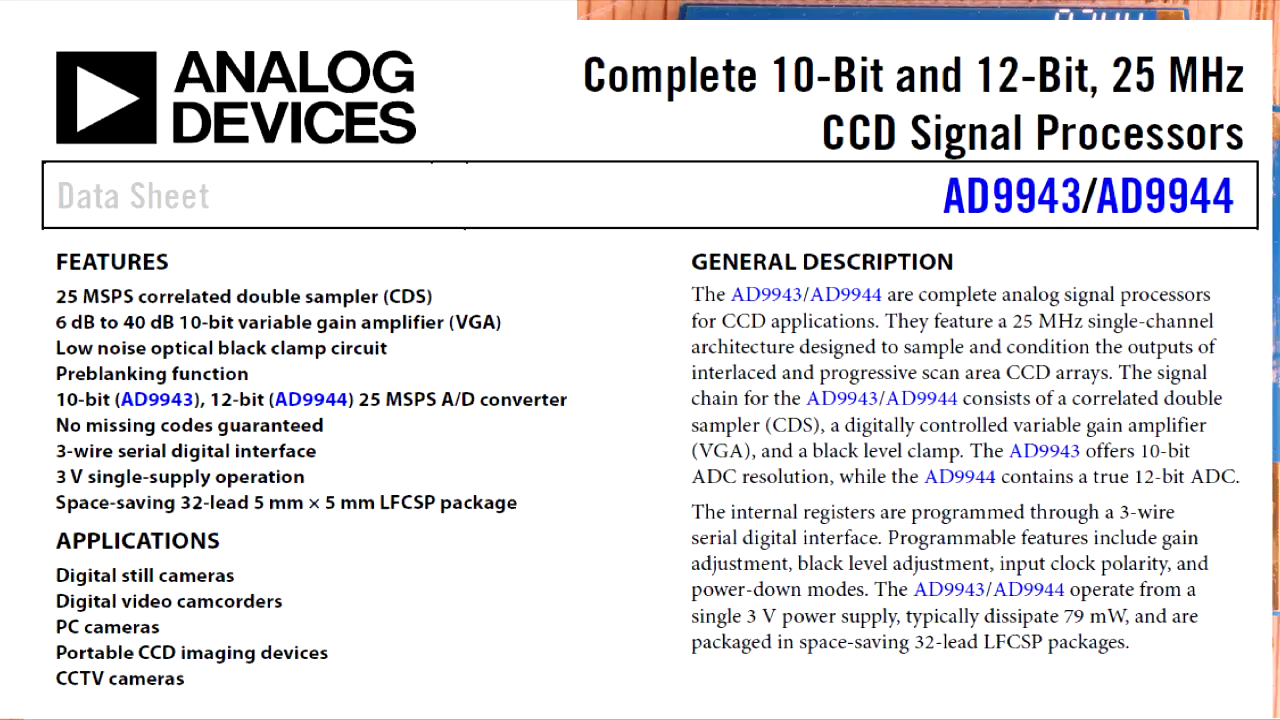 ANALOG
DEVICES
Complete 10-Bit and 12-Bit, 25 MHz
CCD Signal Processors
Data Sheet
AD9943/AD9944
FEATURES
25 MSPS correlated double sampler (CDS)
6 dB to 40 dB 10-bit variable gain amplifier (VGA)
Low noise optical black clamp circuit
Preblanking function
10-bit (AD9943), 12-bit (AD9944) 25 MSPS A/D converter
No missing codes guaranteed
3-wire serial digital interface
3 V single-supply operation
Space-saving 32-lead 5 mm × 5 mm LFCSP package
APPLICATIONS
Digital still cameras
Digital video camcorders
PC cameras
Portable CCD imaging devices
CCTV cameras
GENERAL DESCRIPTION
The AD9943/AD9944 are complete analog signal processors
for CCD applications. They feature a 25 MHz single-channel
architecture designed to sample and condition the outputs of
interlaced and progressive scan area CCD arrays. The signal
chain for the AD9943/AD9944 consists of a correlated double
sampler (CDS), a digitally controlled variable gain amplifier
(VGA), and a black level clamp. The AD9943 offers 10-bit
ADC resolution, while the AD9944 contains a true 12-bit ADC.
The internal registers are programmed through a 3-wire
serial digital interface. Programmable features include gain
adjustment, black level adjustment, input clock polarity, and
power-down modes. The AD9943/AD9944 operate from a
single 3 V power supply, typically dissipate 79 mW, and are
packaged in space-saving 32-lead LFCSP packages.